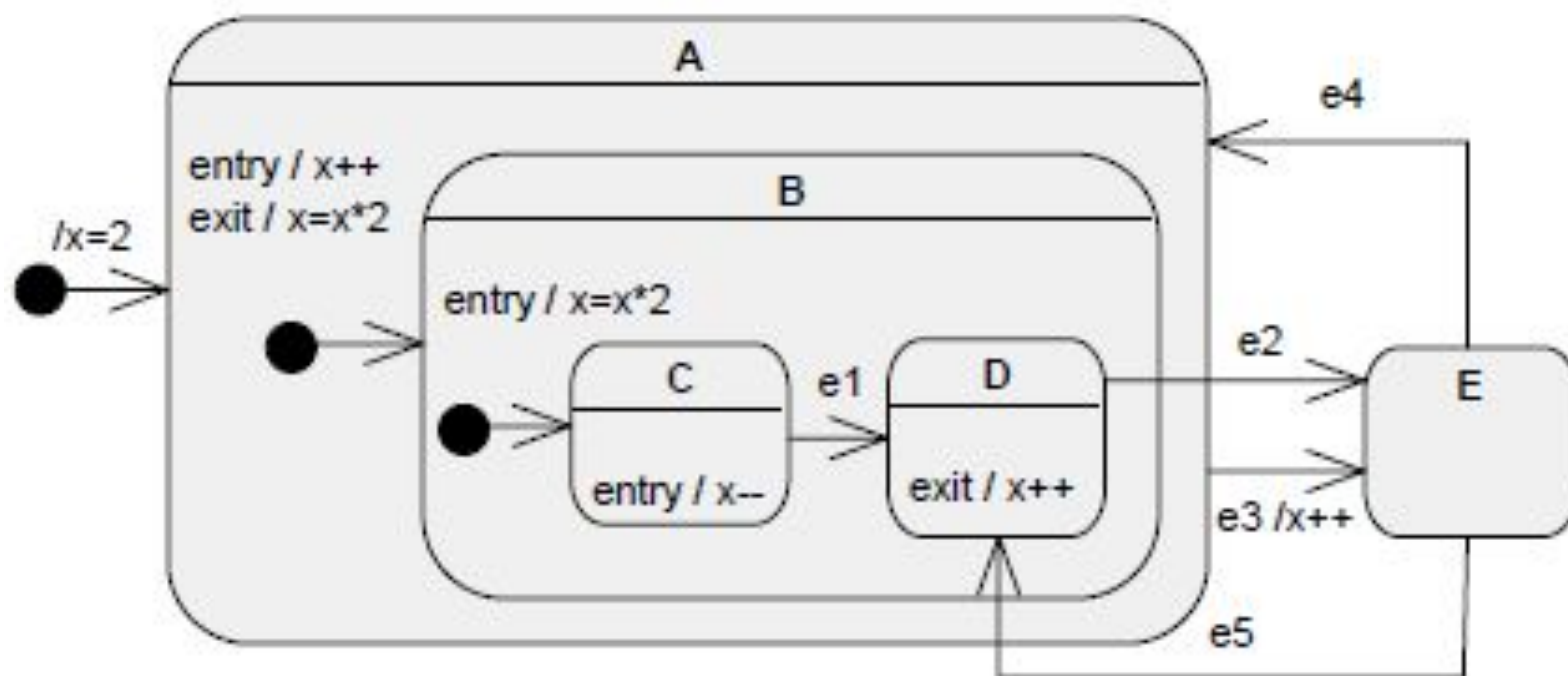 A
e4
entry / x++
exit / x=x*2
B
/x=2
entry / x=x*2
e2
C
e1
D
E
entry / x--
exit / x++
e3 /x++
e5